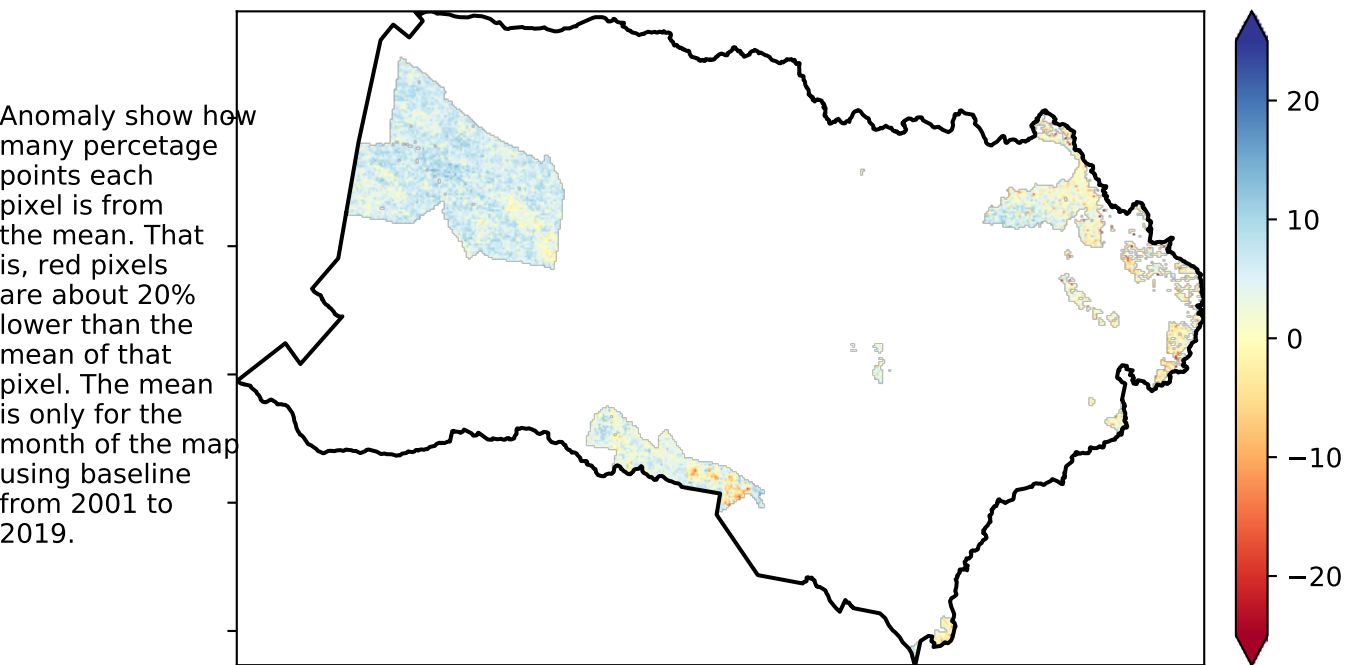 Anomaly show how
many percetage
points each
pixel is from
the mean. That
is, red pixels
are about 20%
lower than the
mean of that
pixel. The mean
is only for the
month of the map
using baseline
from 2001 to
2019.
20
10
0
−10
−20